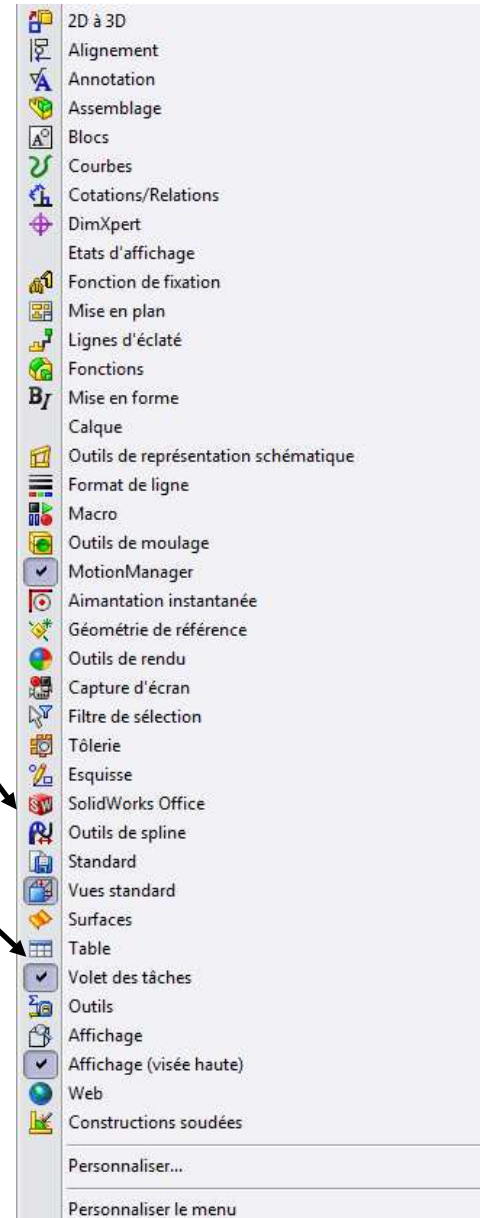 2D à 3D
Alignement
Annotation
Assemblage
Blocs
Courbes
Cotations/Relations
DimXpert
Etats d'affichage
Fonction de fixation
Mise en plan
Lignes d'éclaté
Fonctions
Mise en forme
Calque
Outils de représentation schématique
Format de ligne
Macro
Outils de moulage
MotionManager
Aimantation instantanée
Géométrie de référence
Outils de rendu
Capture d'écran
Filtre de sélection
Tôlerie
Esquisse
SolidWorks Office
Outils de spline
Standard
Vues standard
Surfaces
Table
Volet des tâches
Outils
Affichage
Affichage (visée haute)
Web
Constructions soudées
Personnaliser...
Personnaliser le menu